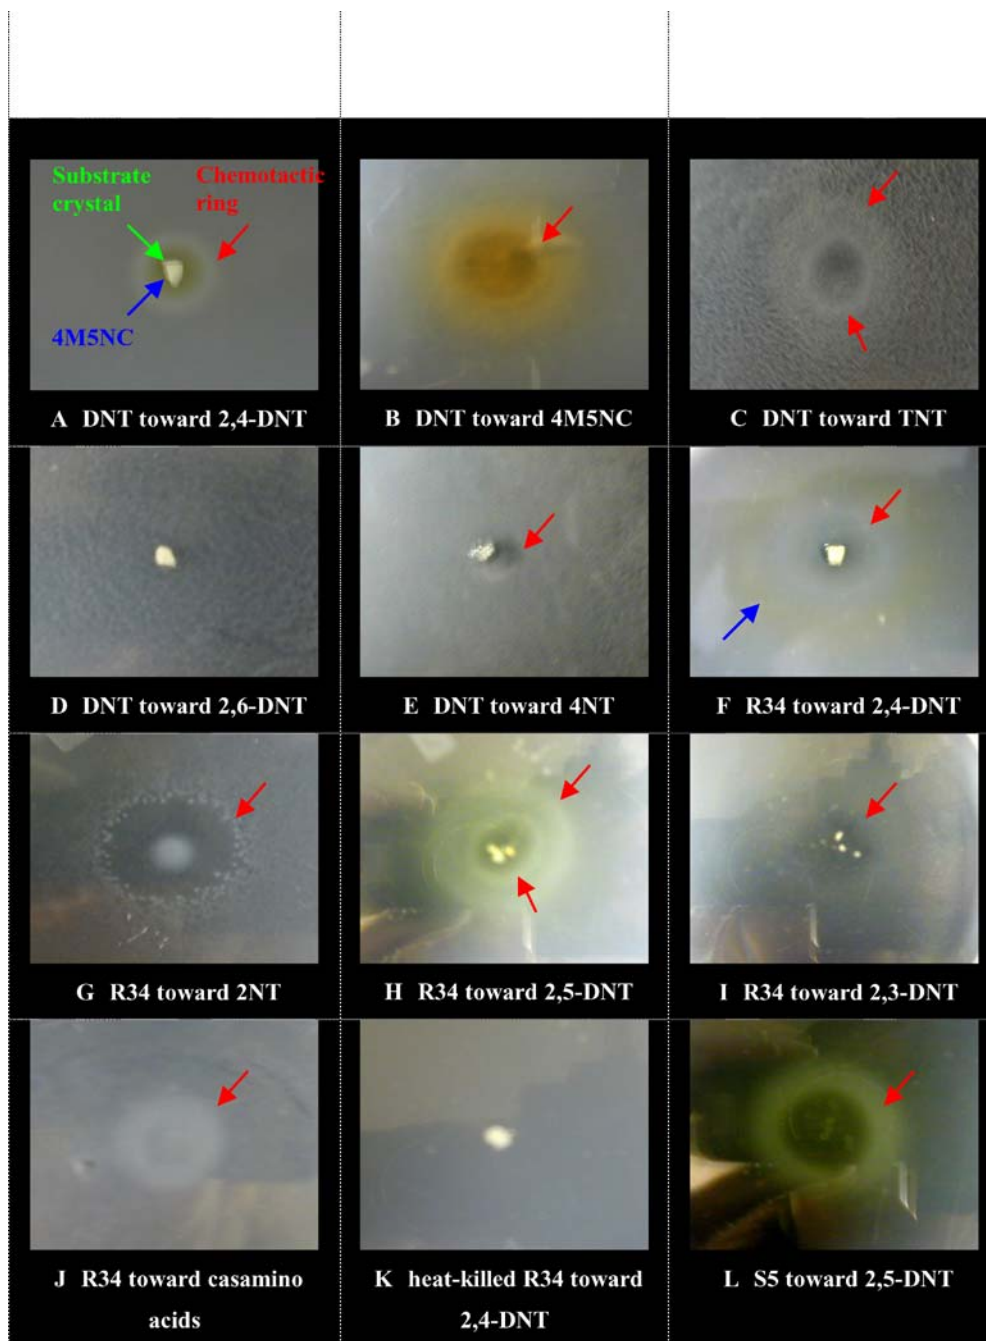 Substrate
crystal
Chemotactic
ring
4M5NC
A DNT toward 2,4-DNT
B DNT toward 4M5NC
C DNT toward TNT
D DNT toward 2,6-DNT
E DNT toward 4NT
F R34 toward 2,4-DNT
G R34 toward 2NT
H R34 toward 2,5-DNT
I R34 toward 2,3-DNT
J R34 toward casamino
acids
K heat-killed R34 toward
2,4-DNT
L S5 toward 2,5-DNT